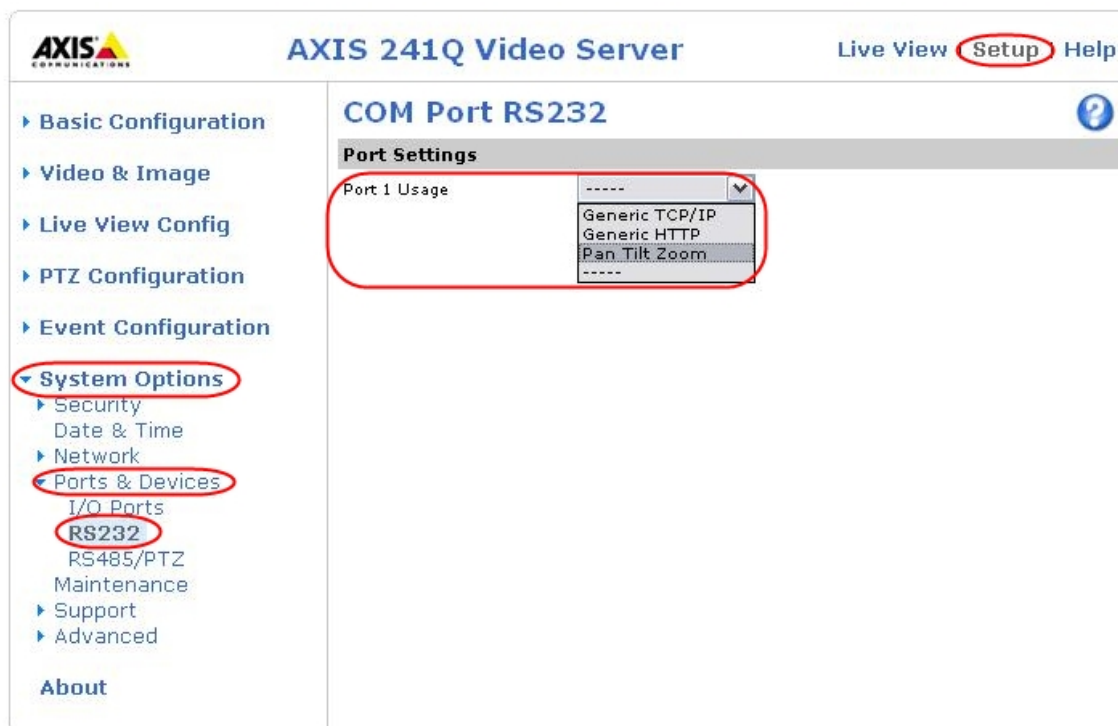 AXIS
COMMUNICATIONS
AXIS 241Q Video Server
Live View | Setup | Help
Basic Configuration
Video & Image
Live View Config
PTZ Configuration
Event Configuration
System Options
Security
Date & Time
Network
Ports & Devices
I/O Ports
RS232
RS485/PTZ
Maintenance
Support
Advanced
About
COM Port RS232
?
Port Settings
Port 1 Usage
-----
Generic TCP/IP
Generic HTTP
Pan Tilt Zoom
-----